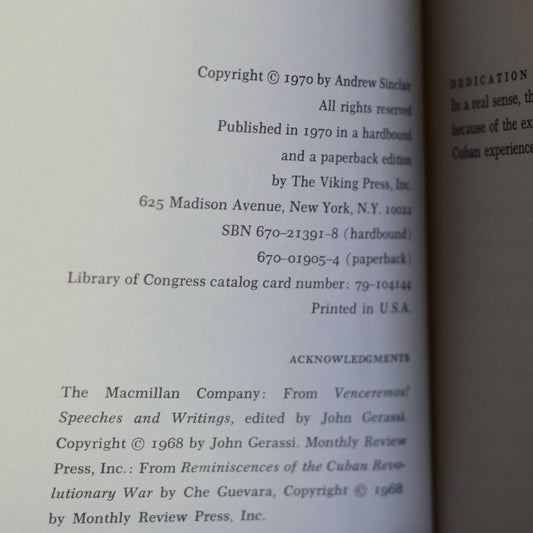 Copyright © 1970 by Andrew Sinclair
All rights reserved
Published in 1970 in a hardbound
and a paperback edition
by The Viking Press, Inc.
625 Madison Avenue, New York, N.Y. 10022
SBN 670–21391–8 (hardbound)
670–01905–4 (paperback)
Library of Congress catalog card number: 79–104144
Printed in U.S.A.
ACKNOWLEDGMENTS
The Macmillan Company: From Venceremos!
Speeches and Writings, edited by John Gerassi.
Copyright © 1968 by John Gerassi. Monthly Review
Press, Inc.: From Reminiscences of the Cuban Revo-
lutionary War by Che Guevara, Copyright © 1968
by Monthly Review Press, Inc.
DEDICATION
In a real sense, th
because of the ex
Cuban experience